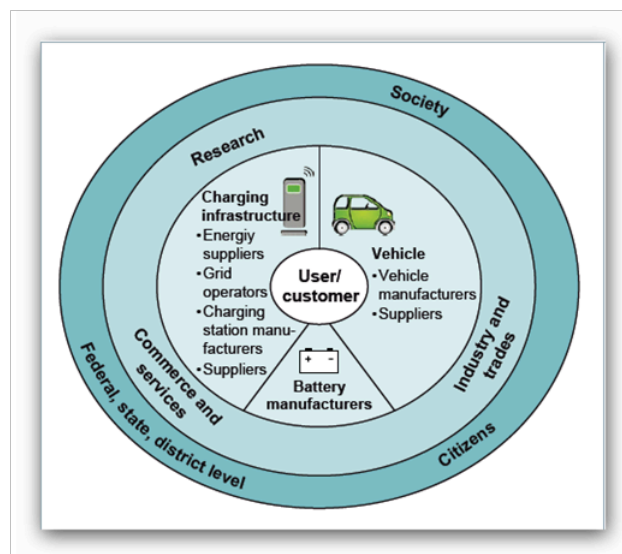 Society
Research
Charging
infrastructure
•Energiy
suppliers
•Grid
operators
•Charging
station manu-
facturers
•Suppliers
Vehicle
•Vehicle
manufacturers
•Suppliers
User/
customer
+ −
Battery
manufacturers
Commerce and
services
Industry and
trades
Federal, state, district level
Citizens